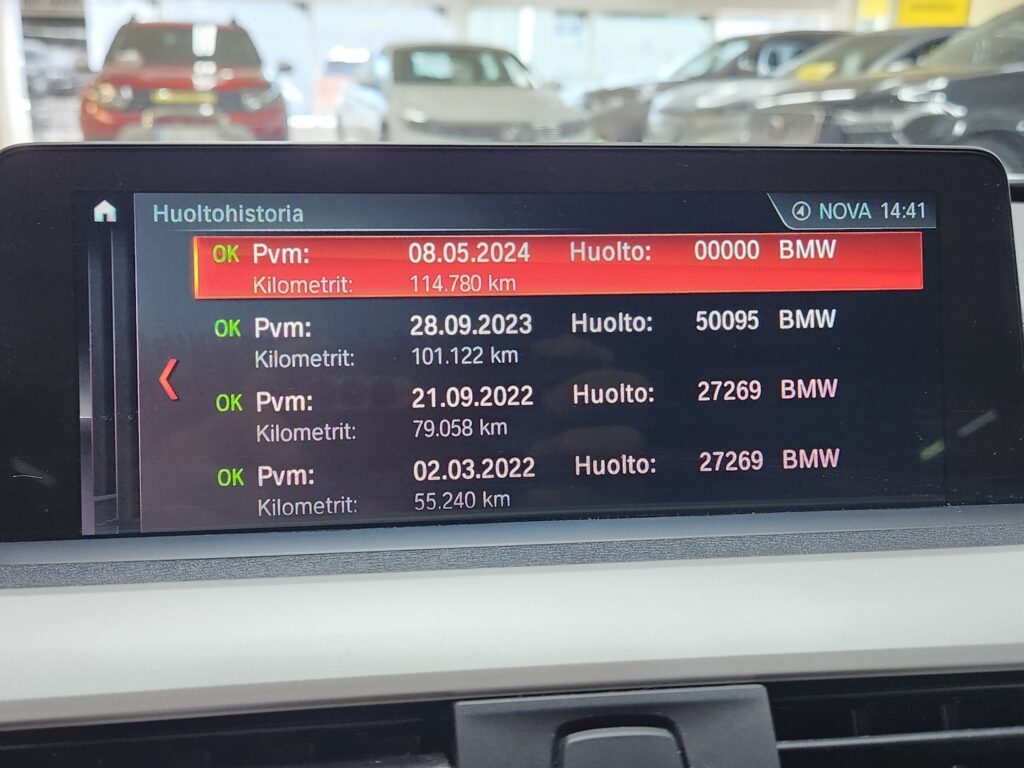 Huoltohistoria NOVA 14:41
OK Pvm: 08.05.2024 Huolto: 00000 BMW
Kilometrit: 114.780 km
OK Pvm: 28.09.2023 Huolto: 50095 BMW
Kilometrit: 101.122 km
OK Pvm: 21.09.2022 Huolto: 27269 BMW
Kilometrit: 79.058 km
OK Pvm: 02.03.2022 Huolto: 27269 BMW
Kilometrit: 55.240 km